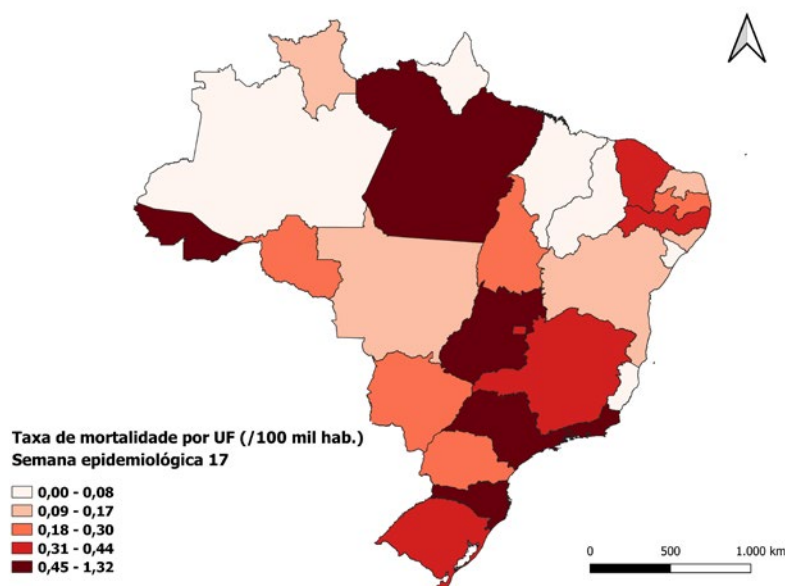 Taxa de mortalidade por UF (/100 mil hab.)
Semana epidemiológica 17
0,00 - 0,08
0,09 - 0,17
0,18 - 0,30
0,31 - 0,44
0,45 - 1,32
0 500 1.000 km